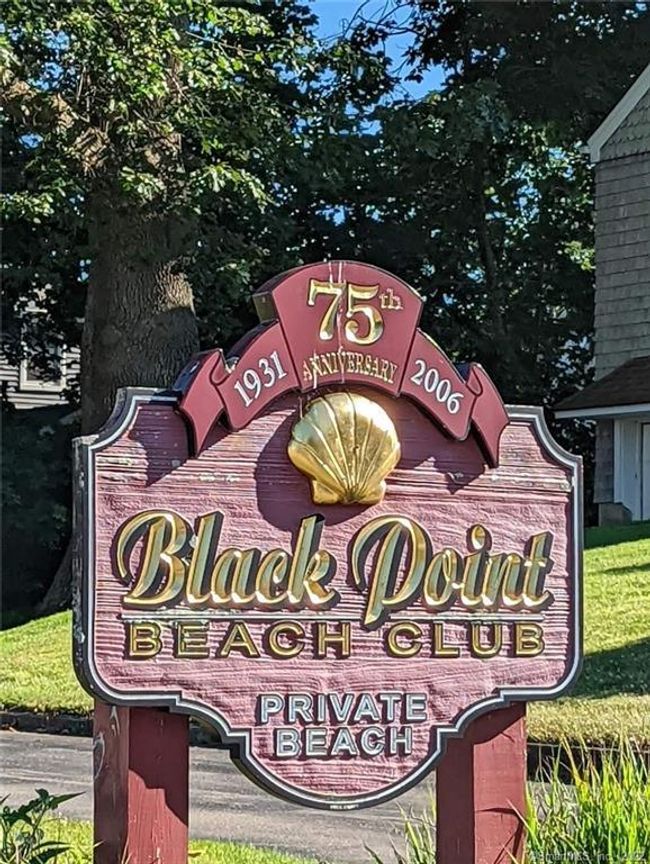 75th
ANNIVERSARY
1931
2006
Black Point
BEACH CLUB
PRIVATE
BEACH